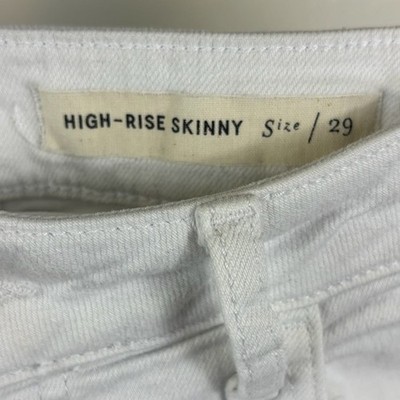 HIGH-RISE SKINNY Size / 29